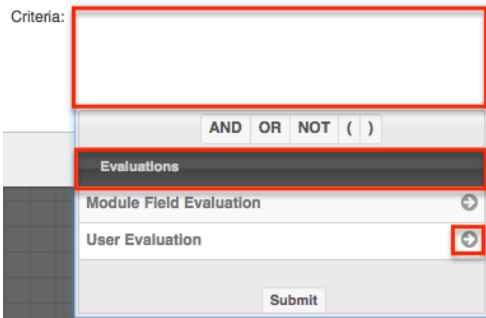 Criteria:
AND OR NOT ( )
Evaluations
Module Field Evaluation
User Evaluation
Submit